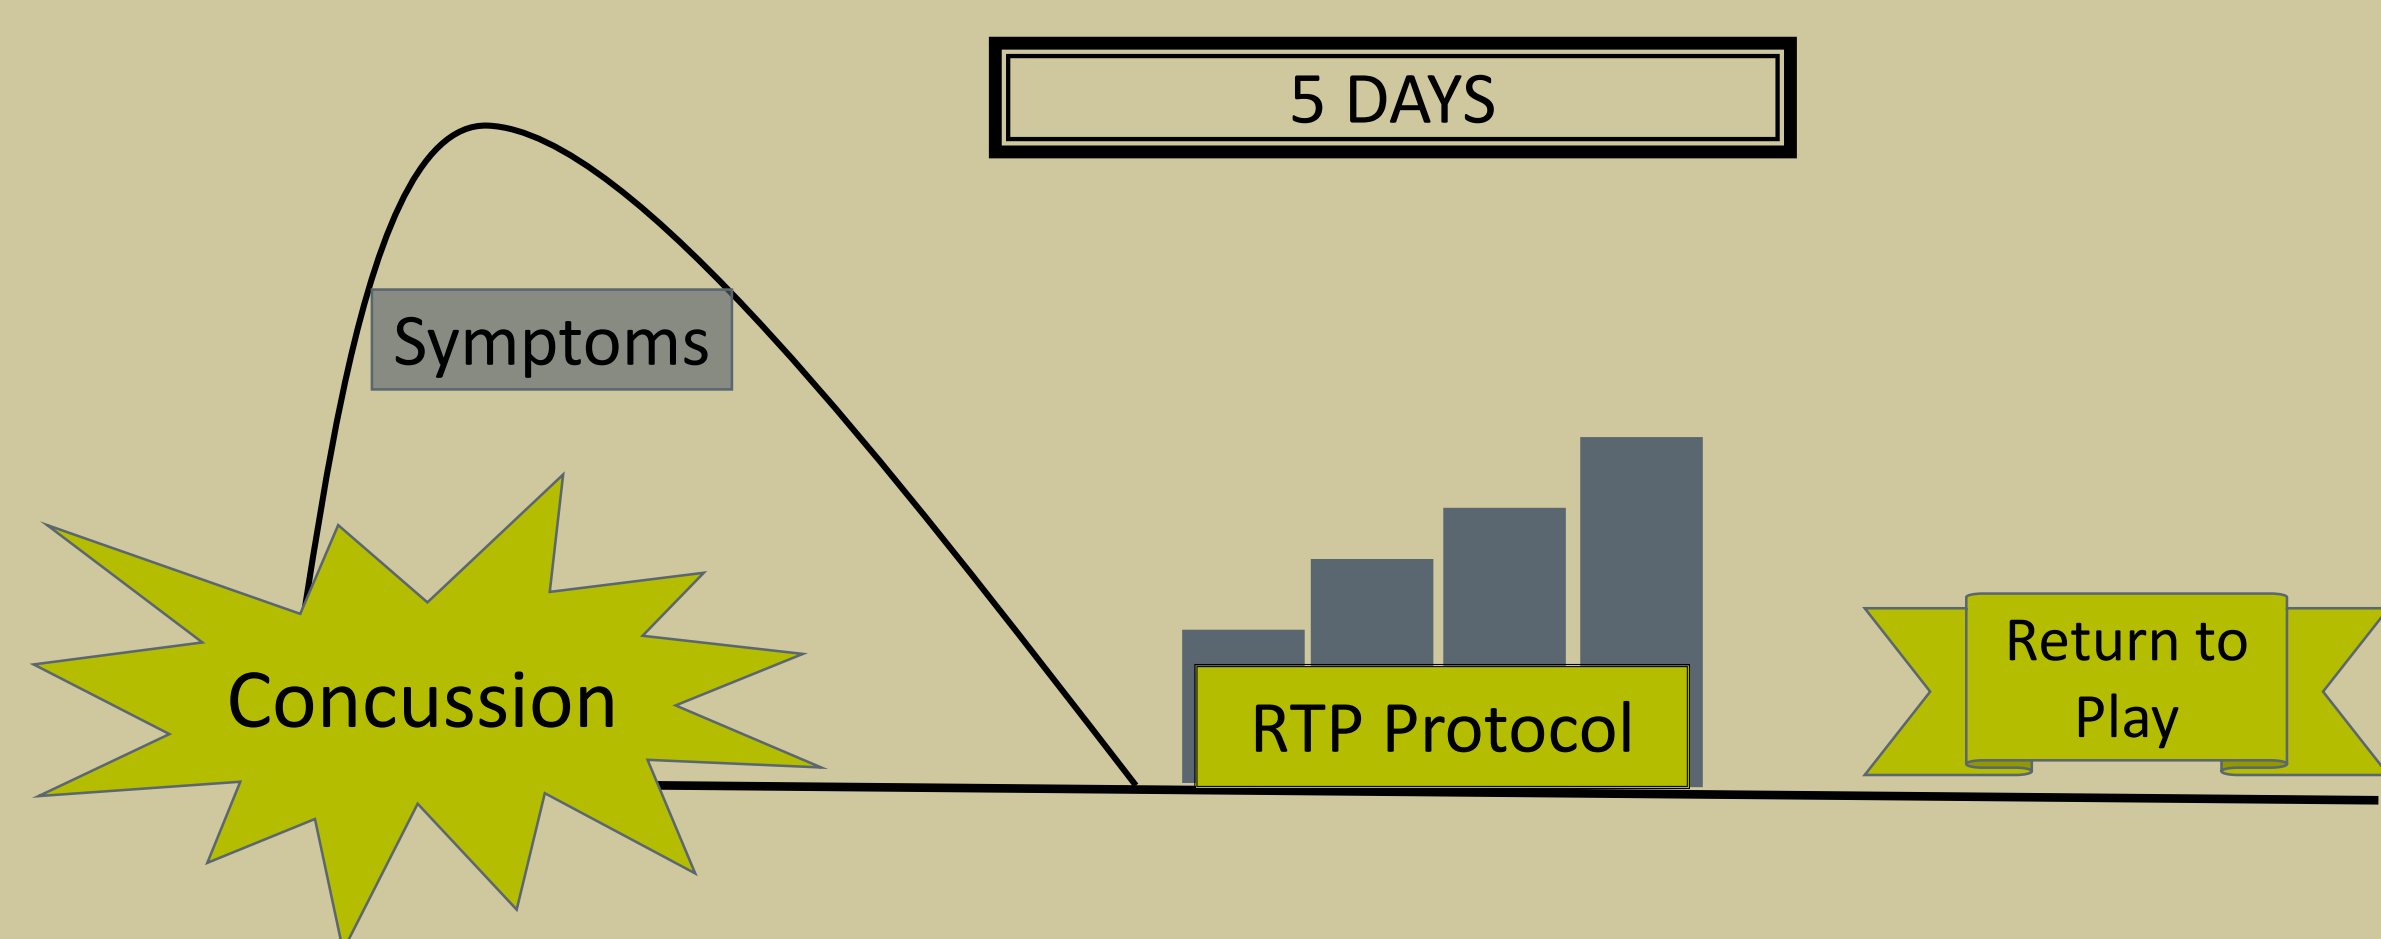 5 DAYS
Symptoms
Concussion
RTP Protocol
Return to
Play